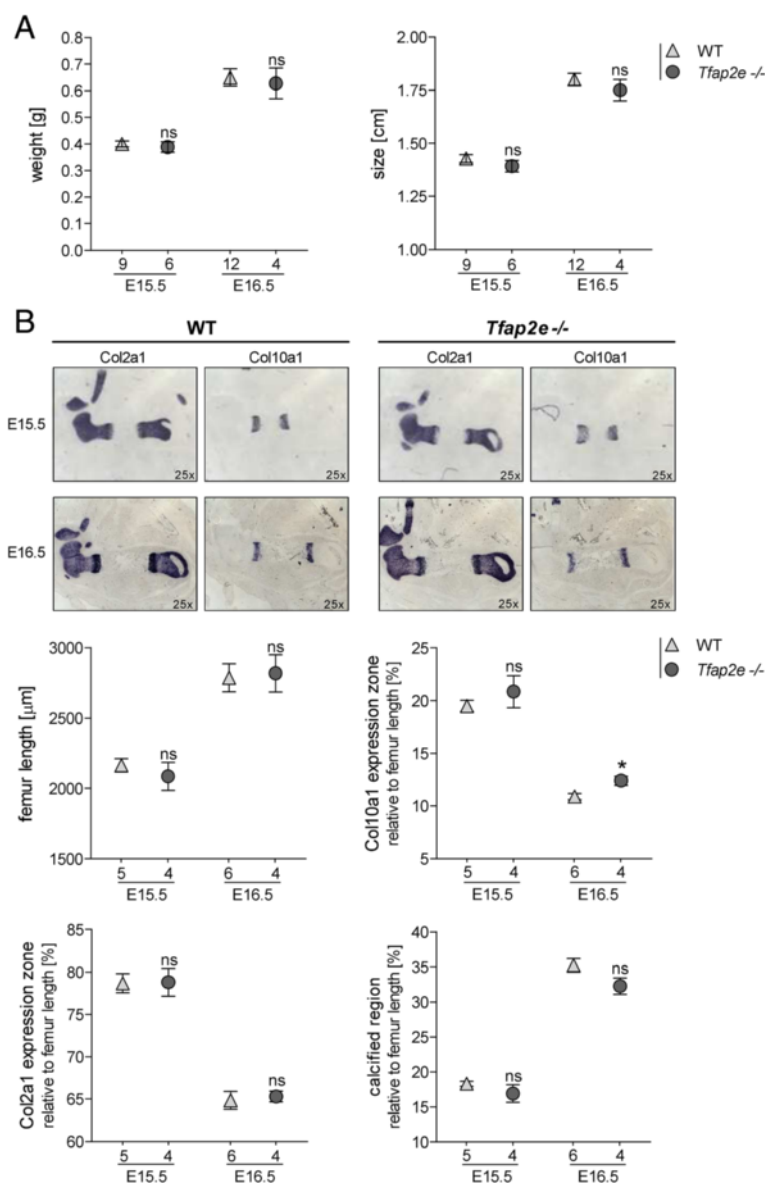 A
weight [g]
0.8
0.7
0.6
0.5
0.4
0.3
0.2
0.1
0.0
ns
ns
9 6 12 4
E15.5 E16.5
size [cm]
2.00
1.75
1.50
1.25
1.00
ns
ns
9 6 12 4
E15.5 E16.5
WT
Tfap2e -/-
B
WT
Tfap2e -/-
Col2a1 Col10a1 Col2a1 Col10a1
E15.5
25x 25x 25x 25x
E16.5
25x 25x 25x 25x
femur length [µm]
3000
2500
2000
1500
ns
ns
5 4 6 4
E15.5 E16.5
Col10a1 expression zone
relative to femur length [%]
25
20
15
10
5
ns
*
5 4 6 4
E15.5 E16.5
WT
Tfap2e -/-
Col2a1 expression zone
relative to femur length [%]
85
80
75
70
65
60
ns
ns
5 4 6 4
E15.5 E16.5
calcified region
relative to femur length [%]
40
35
30
25
20
15
10
ns
ns
5 4 6 4
E15.5 E16.5